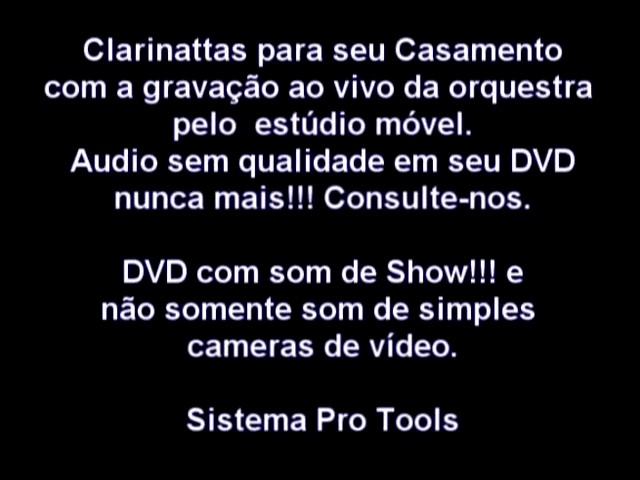 Clarinattas para seu Casamento
com a gravação ao vivo da orquestra
pelo  estúdio móvel.
Audio sem qualidade em seu DVD
nunca mais!!! Consulte-nos.
DVD com som de Show!!! e
não somente som de simples
cameras de vídeo.
Sistema Pro Tools